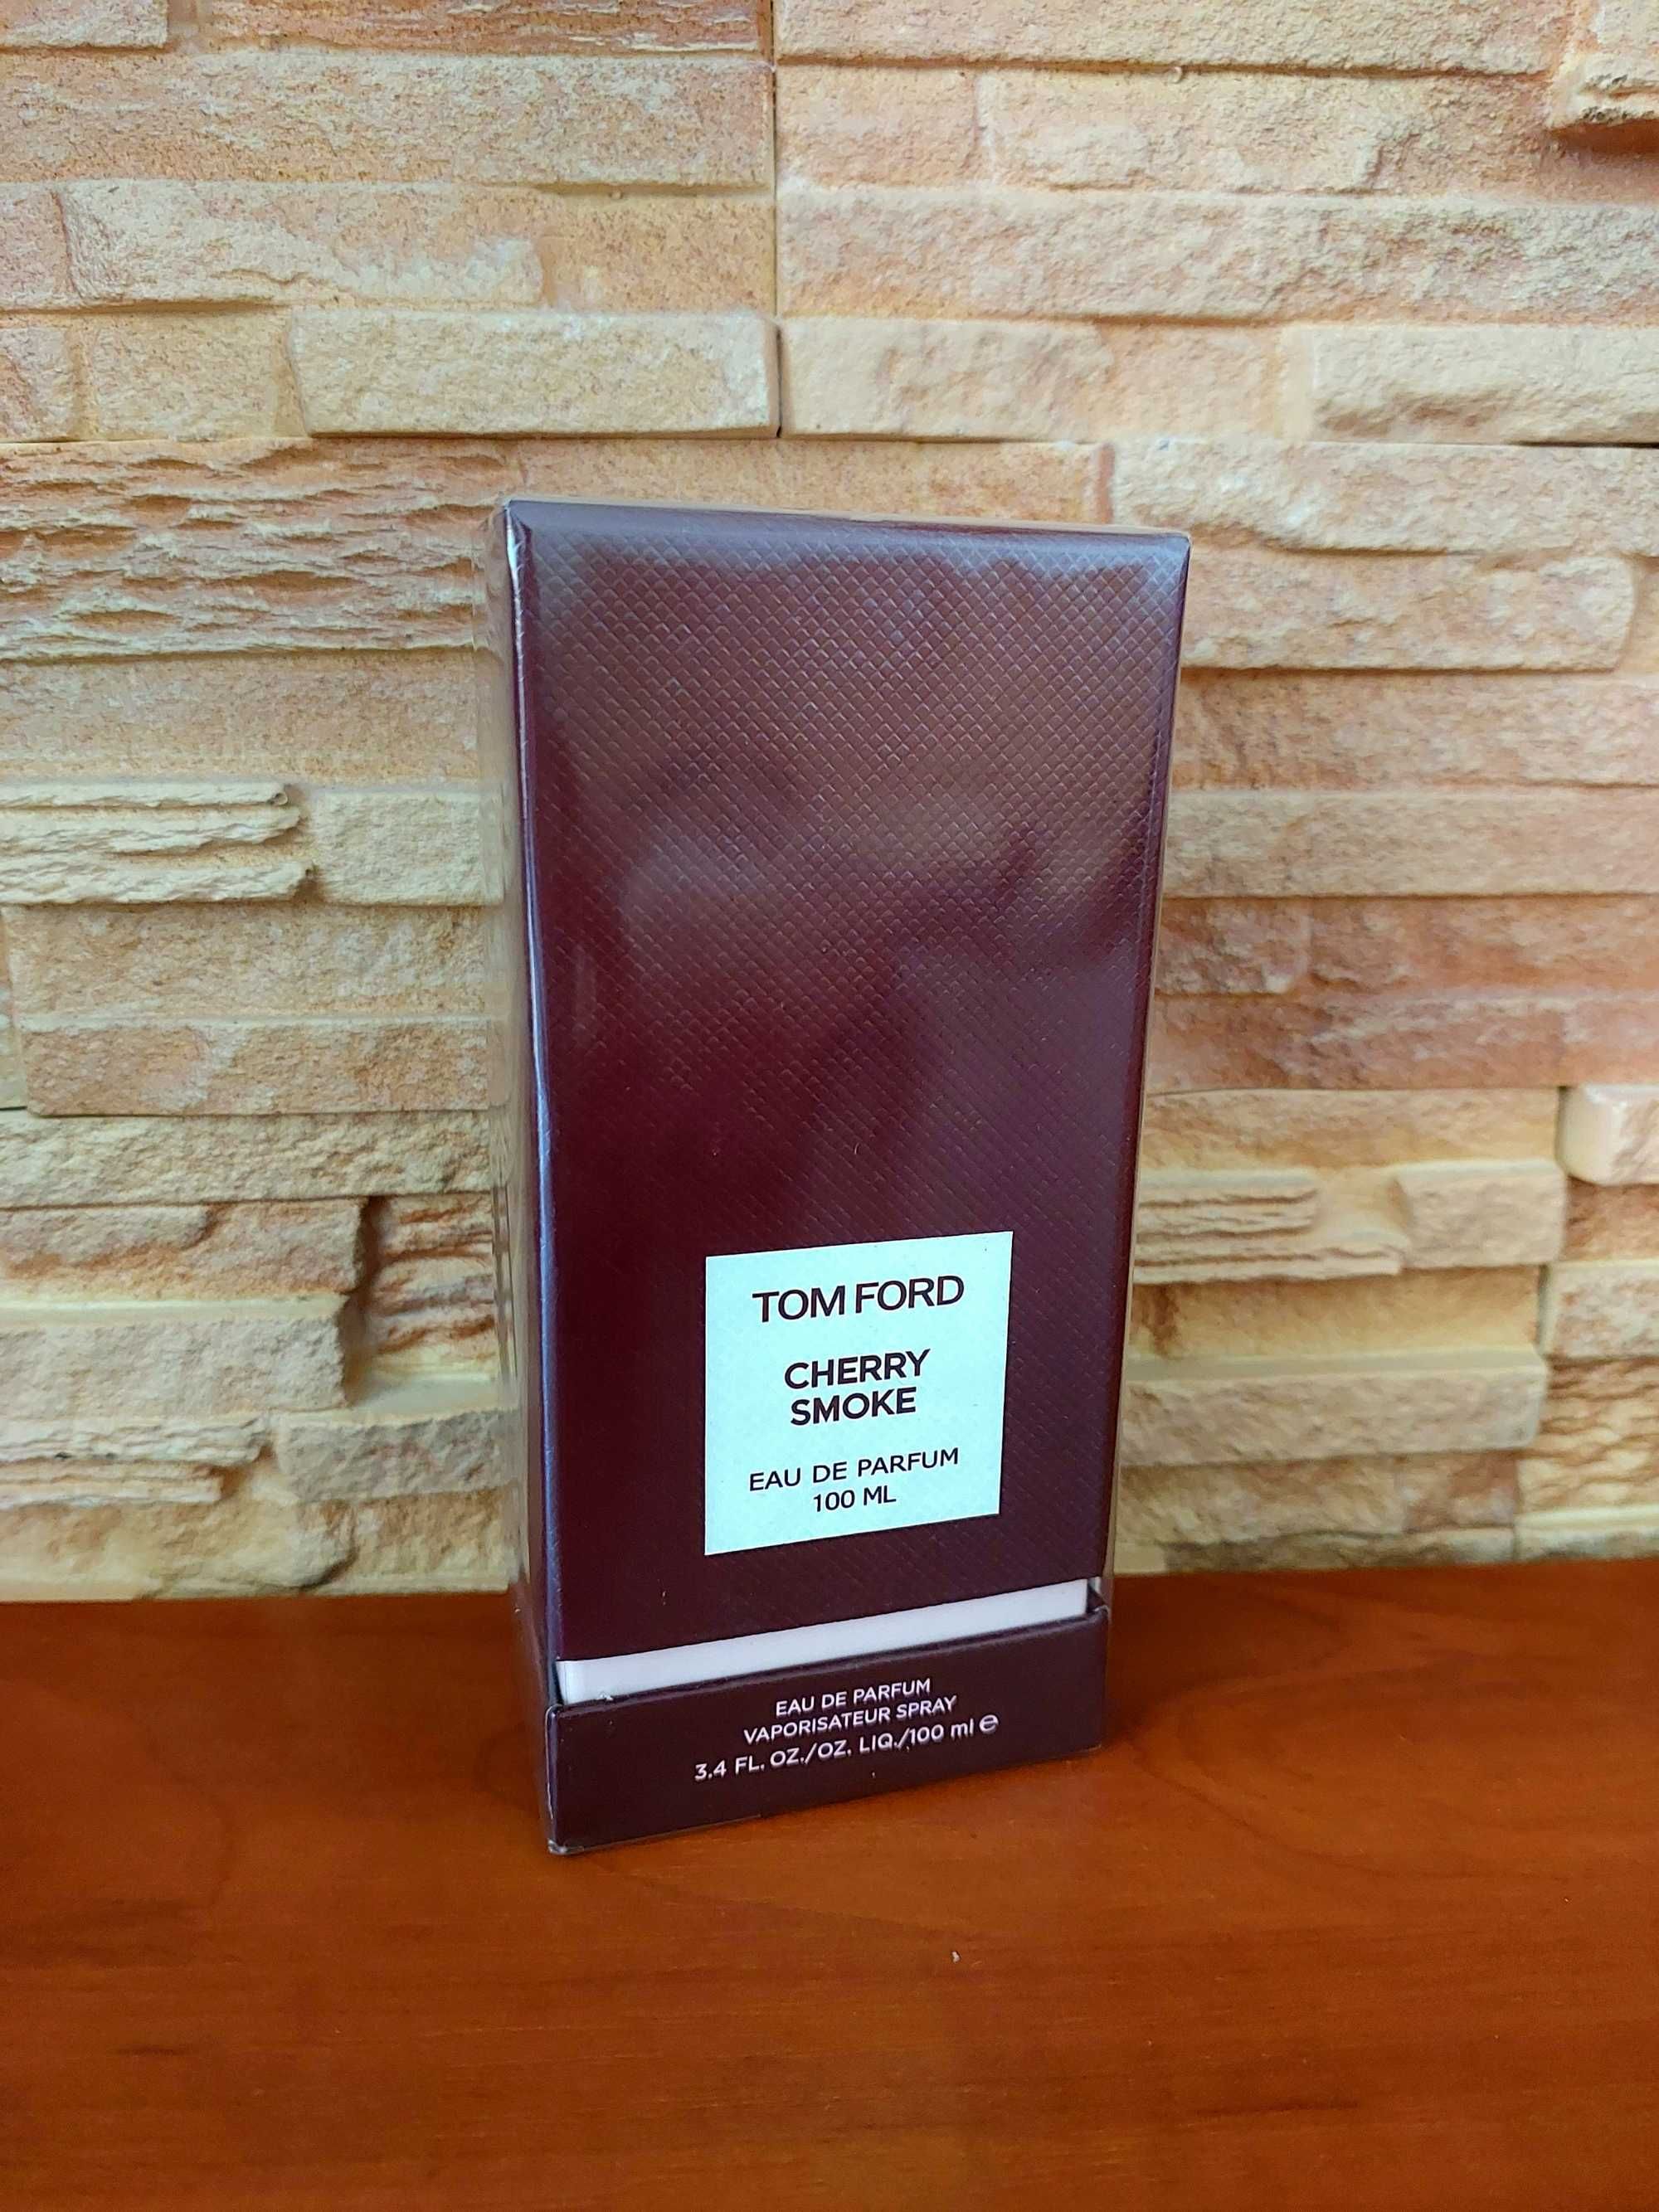 TOM FORD
CHERRY
SMOKE
EAU DE PARFUM
100 ML
EAU DE PARFUM
VAPORISATEUR SPRAY
3.4 FL. OZ./OZ. LIQ./100 ml ℮